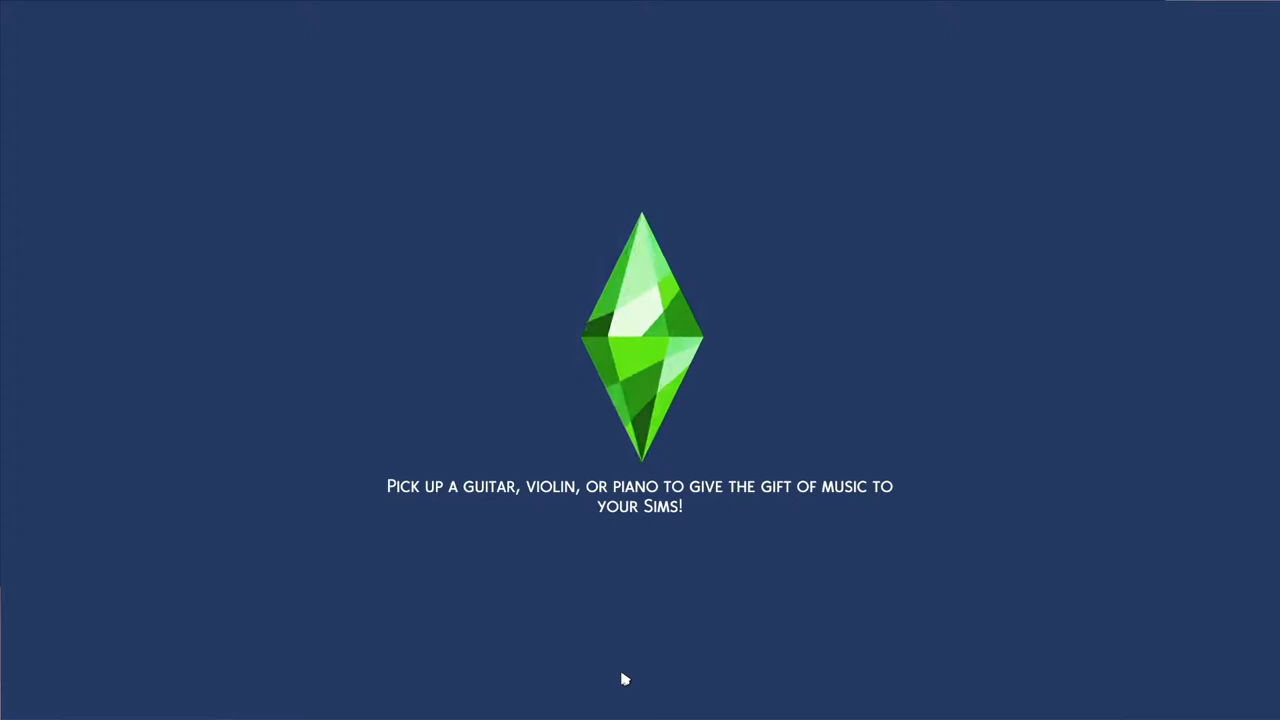 Pick up a guitar, violin, or piano to give the gift of music to
your Sims!